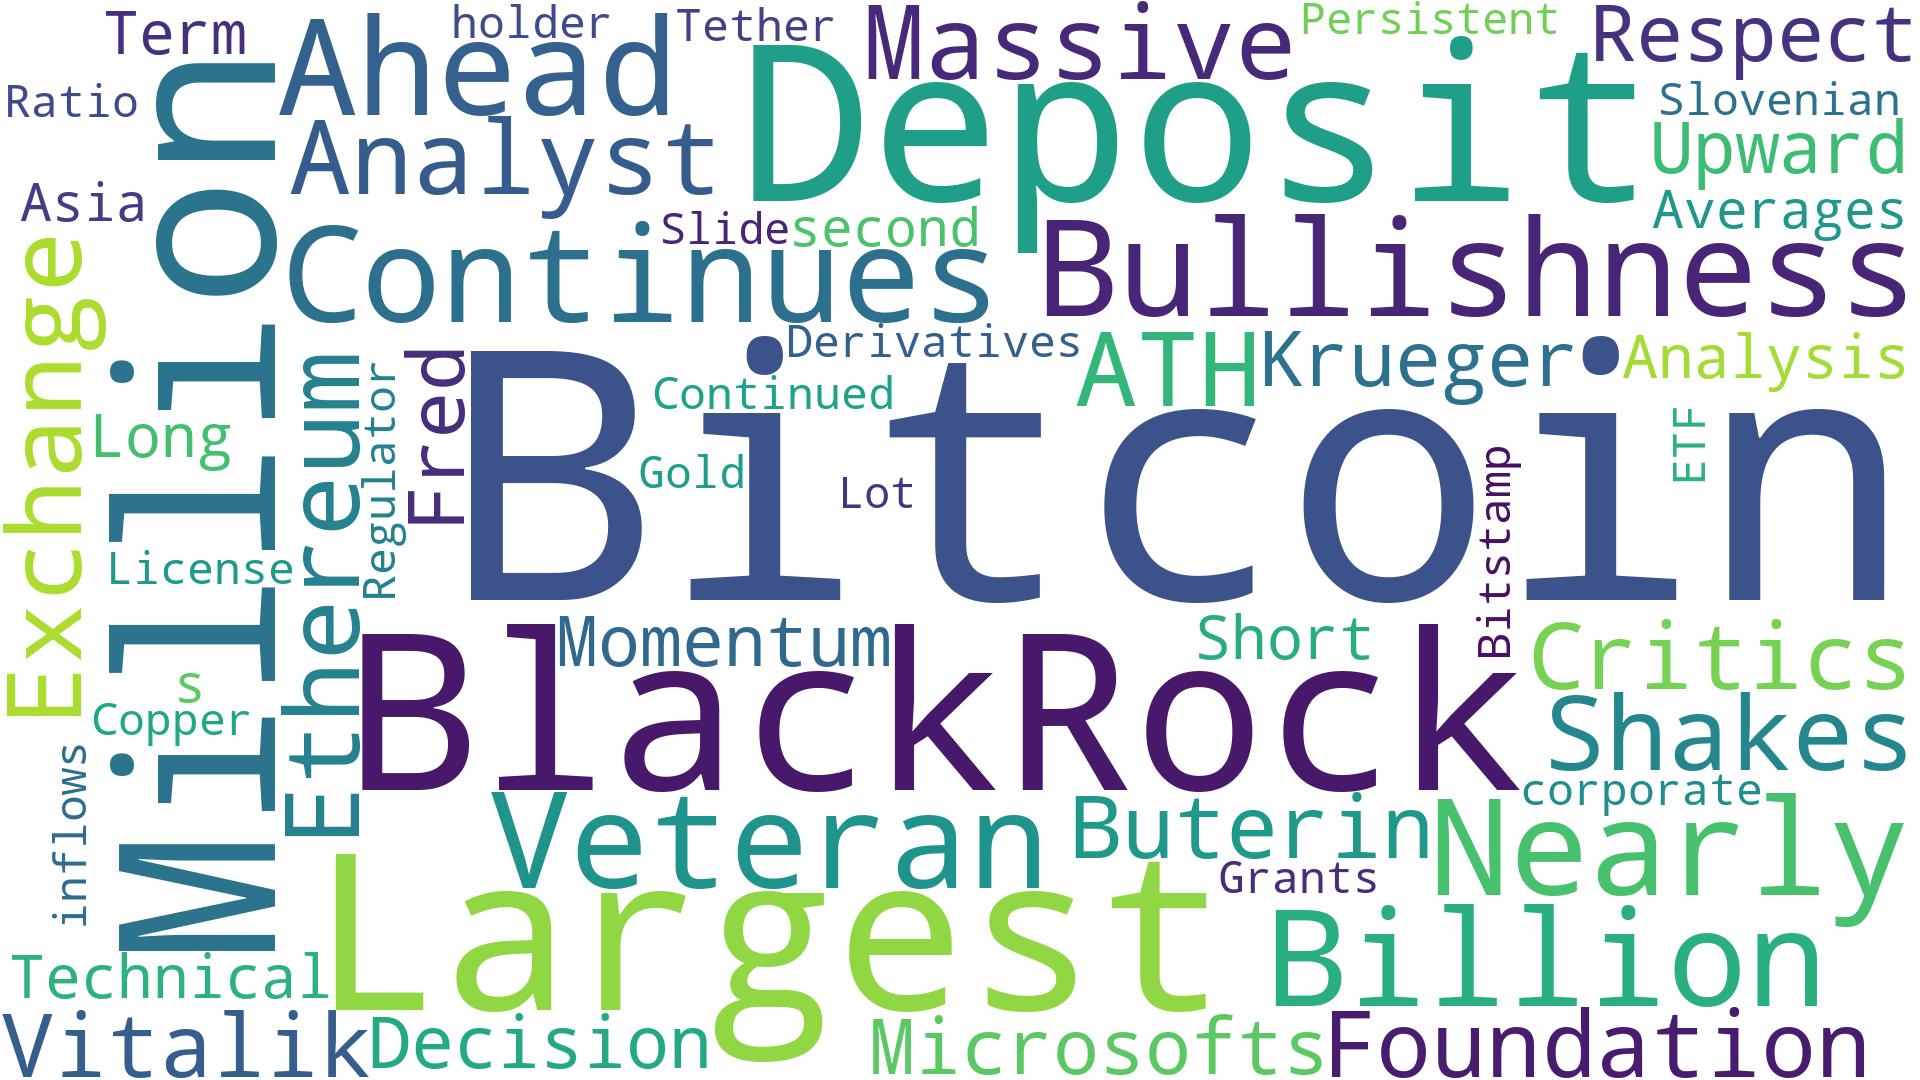 Term
holder
Tether
Massive
Persistent
Respect
Ahead
Ratio
Deposit
Slovenian
Analyst
Upward
Asia
Averages
Slide
second
Continues
Bullishness
Million
Exchange
Derivatives
ATH
Krueger
Analysis
Ethereum
Regulator
Fred
Continued
Bitcoin
Long
Gold
Lot
ETF
Bitstamp
License
Momentum
Short
Critics
BlackRock
s
Copper
Shakes
inflows
corporate
Veteran
Buterin
Nearly
Grants
Largest
Billion
Technical
Vitalik
Decision
Microsofts
Foundation